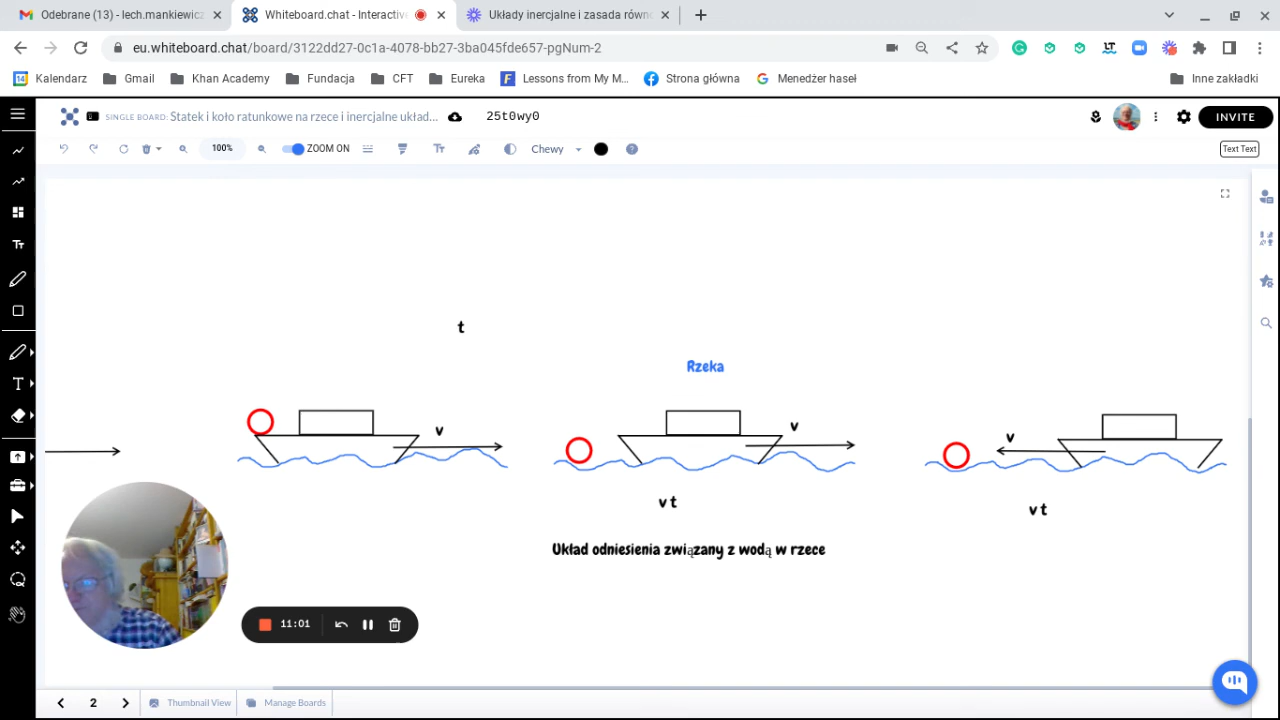 Odebrane (13) - lech.mankiewicz
Whiteboard.chat - Interactive
Układy inercjalne i zasada równo
eu.whiteboard.chat/board/3122dd27-0c1a-4078-bb27-3ba045fde657-pgNum-2
Kalendarz
Gmail
Khan Academy
Fundacja
CFT
Eureka
Lessons from My M...
Strona główna
Menedżer haseł
Inne zakładki
SINGLE BOARD: Statek i koło ratunkowe na rzece i inercjalne układ...
25t0wy0
INVITE
100%
ZOOM ON
Chewy
Text Text
t
Rzeka
v
v
v
v t
v t
Układ odniesienia związany z wodą w rzece
11:01
2
Thumbnail View
Manage Boards